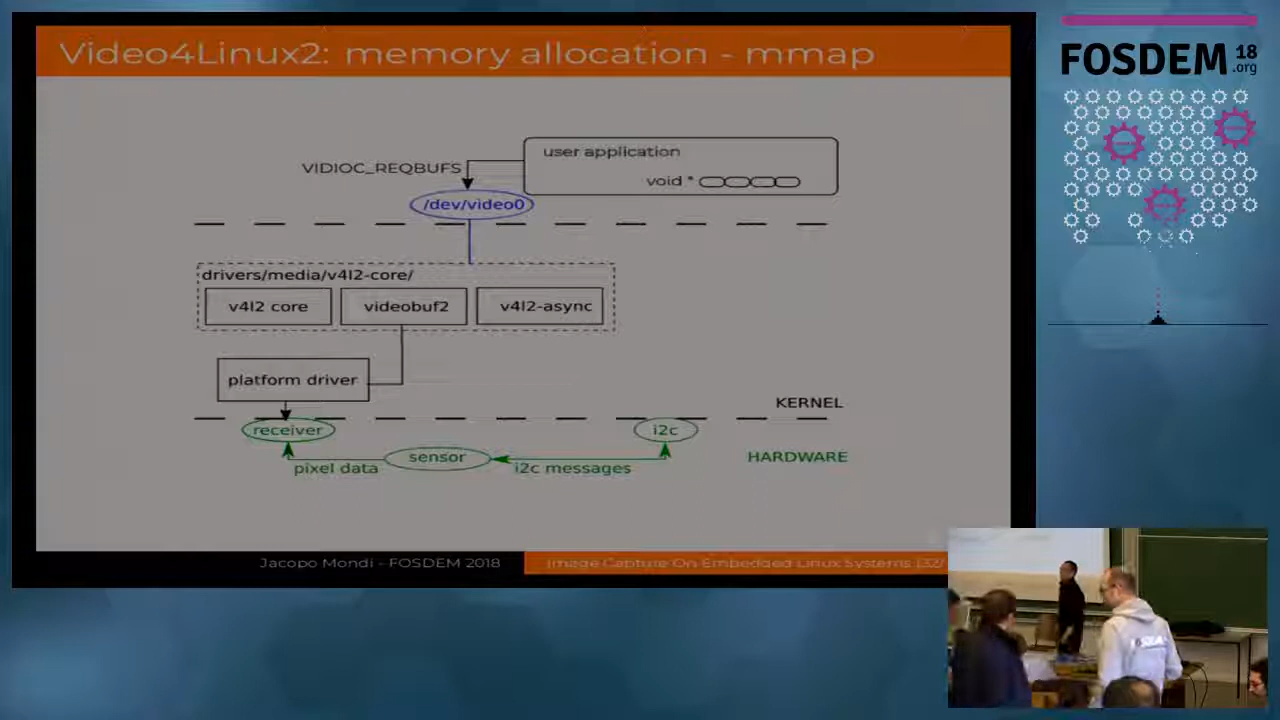 Video4Linux2: memory allocation - mmap
FOSDEM 18
.org
user application
VIDIOC_REQBUFS
void *
/dev/video0
drivers/media/v4l2-core/
v4l2 core
videobuf2
v4l2-async
platform driver
KERNEL
receiver
i2c
sensor
HARDWARE
pixel data
i2c messages
Jacopo Mondi - FOSDEM 2018
Image Capture On Embedded Linux Systems (32/